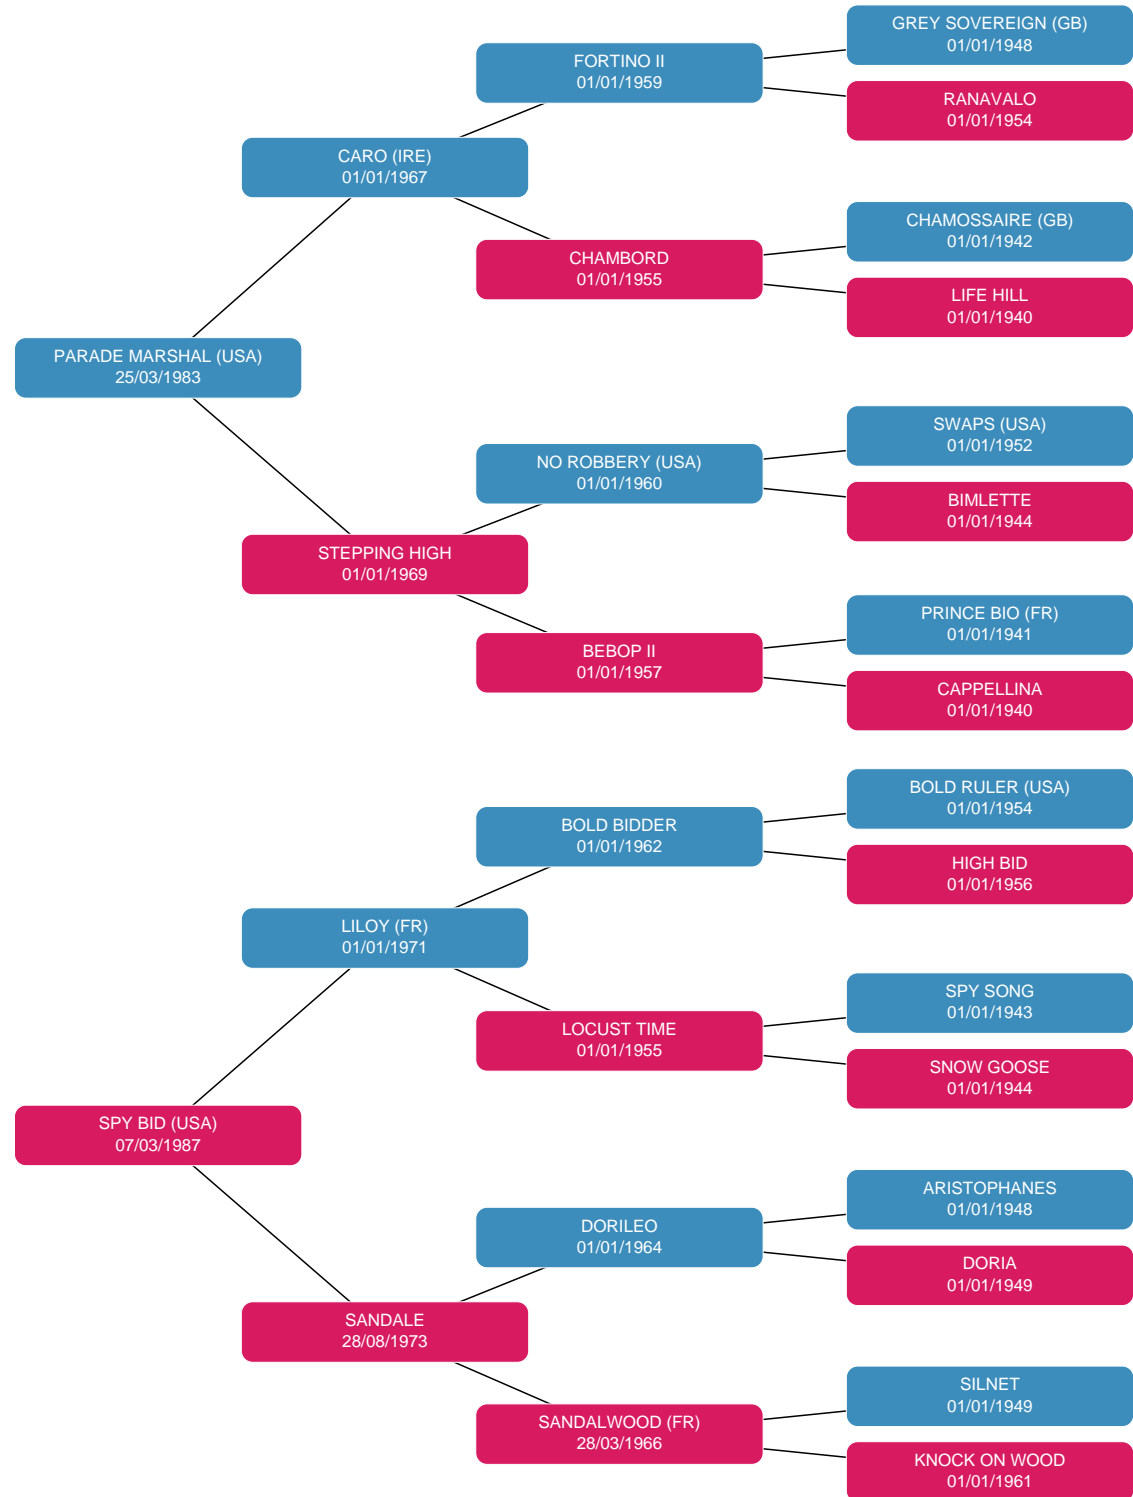 GREY SOVEREIGN (GB)
01/01/1948
FORTINO II
01/01/1959
RANAVALO
01/01/1954
CARO (IRE)
01/01/1967
CHAMOSSAIRE (GB)
01/01/1942
CHAMBORD
01/01/1955
LIFE HILL
01/01/1940
PARADE MARSHAL (USA)
25/03/1983
SWAPS (USA)
01/01/1952
NO ROBBERY (USA)
01/01/1960
BIMLETTE
01/01/1944
STEPPING HIGH
01/01/1969
PRINCE BIO (FR)
01/01/1941
BEBOP II
01/01/1957
CAPPELLINA
01/01/1940
BOLD RULER (USA)
01/01/1954
BOLD BIDDER
01/01/1962
HIGH BID
01/01/1956
LILOY (FR)
01/01/1971
SPY SONG
01/01/1943
LOCUST TIME
01/01/1955
SNOW GOOSE
01/01/1944
SPY BID (USA)
07/03/1987
ARISTOPHANES
01/01/1948
DORILEO
01/01/1964
DORIA
01/01/1949
SANDALE
28/08/1973
SILNET
01/01/1949
SANDALWOOD (FR)
28/03/1966
KNOCK ON WOOD
01/01/1961